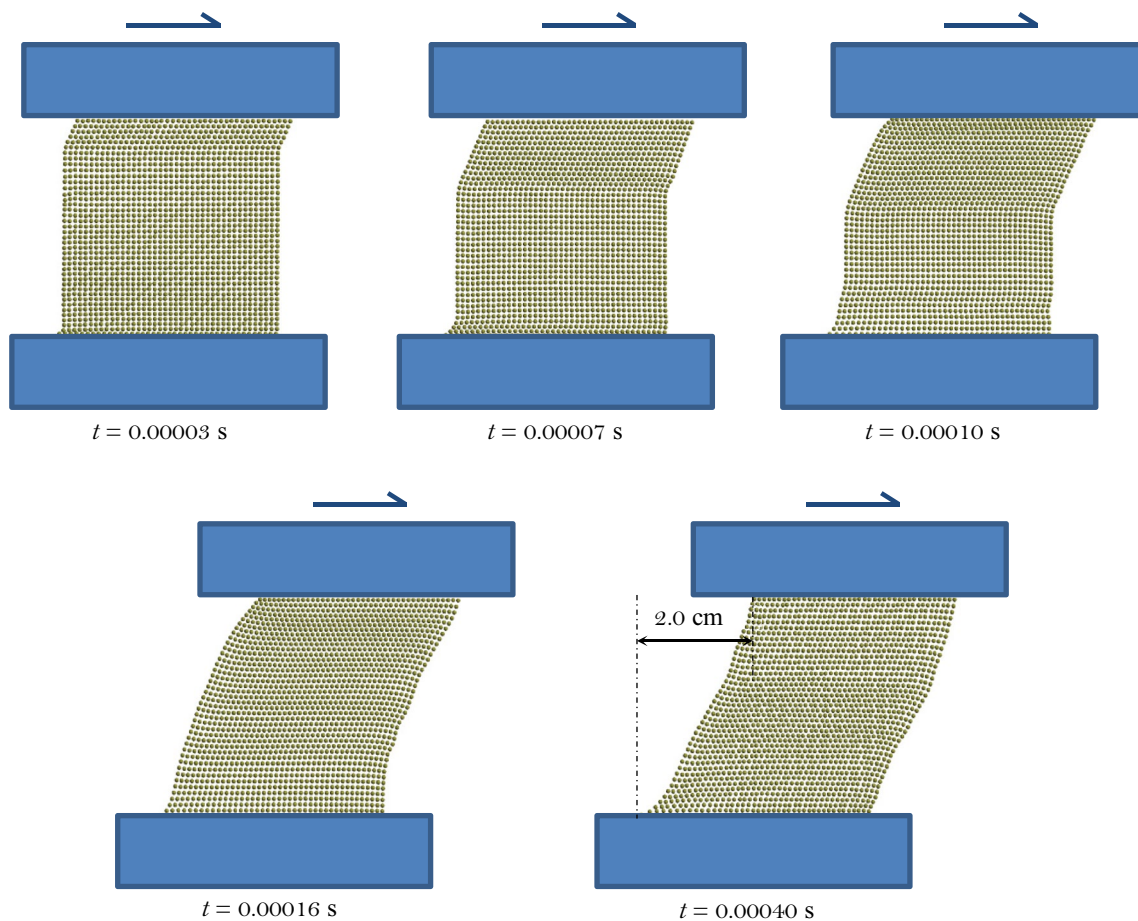 t = 0.00003 s
t = 0.00007 s
t = 0.00010 s
2.0 cm
t = 0.00016 s
t = 0.00040 s